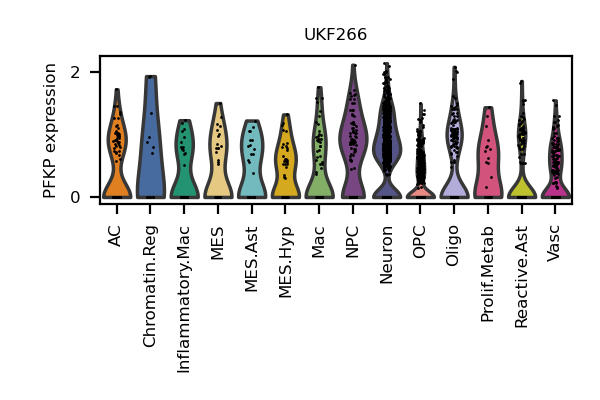 UKF266
PFKP expression
2
0
AC
Chromatin.Reg
Inflammatory.Mac
MES
MES.Ast
MES.Hyp
Mac
NPC
Neuron
OPC
Oligo
Prolif.Metab
Reactive.Ast
Vasc